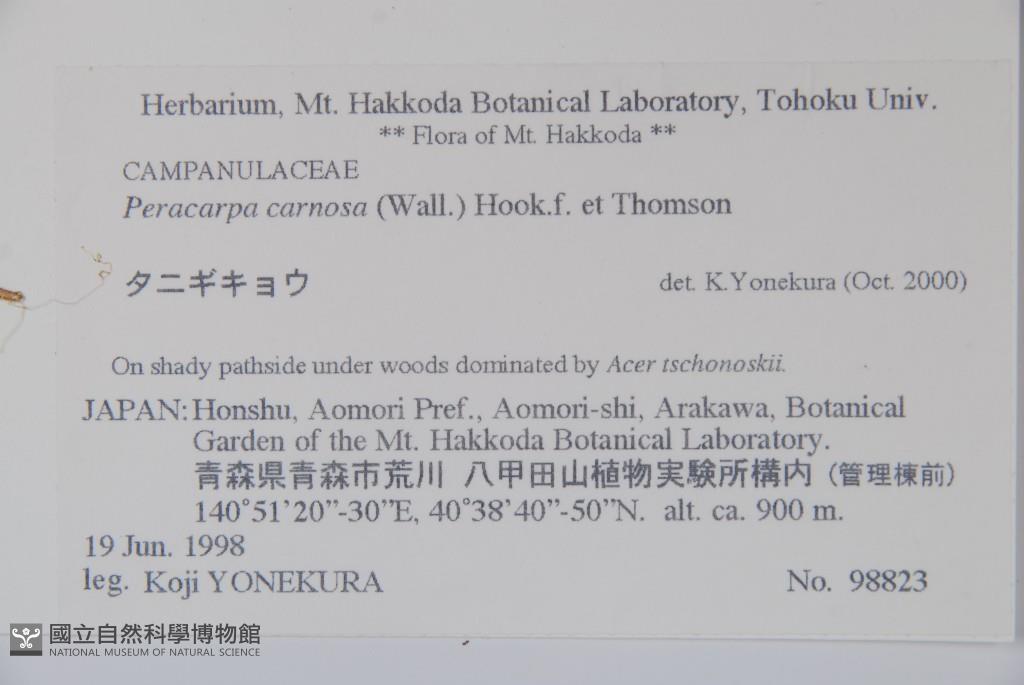 Herbarium, Mt. Hakkoda Botanical Laboratory, Tohoku Univ.
** Flora of Mt. Hakkoda **
CAMPANULACEAE
Peracarpa carnosa (Wall.) Hook.f. et Thomson
タニギキョウ det. K.Yonekura (Oct. 2000)
On shady pathside under woods dominated by Acer tschonoskii.
JAPAN: Honshu, Aomori Pref., Aomori-shi, Arakawa, Botanical
Garden of the Mt. Hakkoda Botanical Laboratory.
青森県青森市荒川 八甲田山植物実験所構内（管理棟前）
140˚51’20”-30”E, 40˚38’40”-50”N. alt. ca. 900 m.
19 Jun. 1998
leg. Koji YONEKURA No. 98823
國立自然科學博物館
NATIONAL MUSEUM OF NATURAL SCIENCE